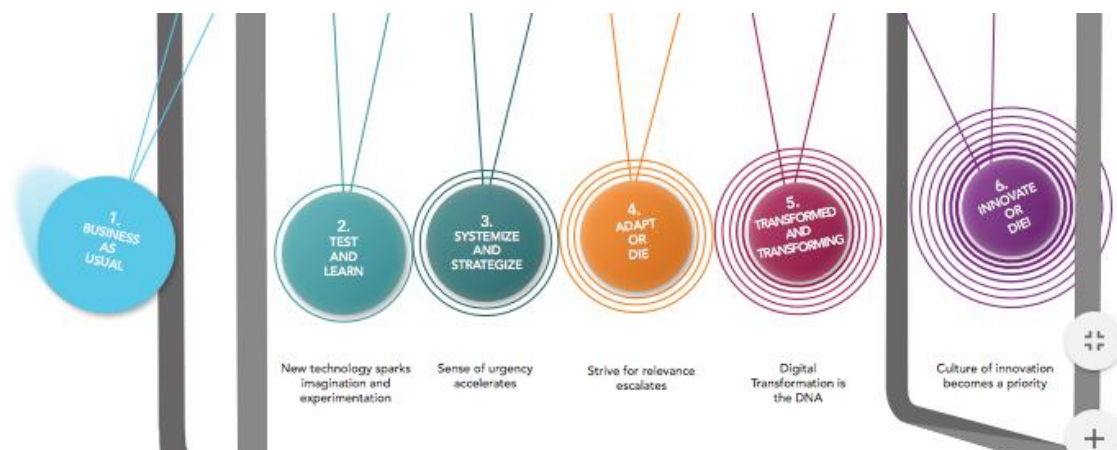 1.
BUSINESS
AS
USUAL
2.
TEST
AND
LEARN
3.
SYSTEMIZE
AND
STRATEGIZE
4.
ADAPT
OR
DIE
5.
TRANSFORMED
AND
TRANSFORMING
6.
INNOVATE
OR
DIE!
New technology sparks
imagination and
experimentation
Sense of urgency
accelerates
Strive for relevance
escalates
Digital
Transformation is
the DNA
Culture of innovation
becomes a priority